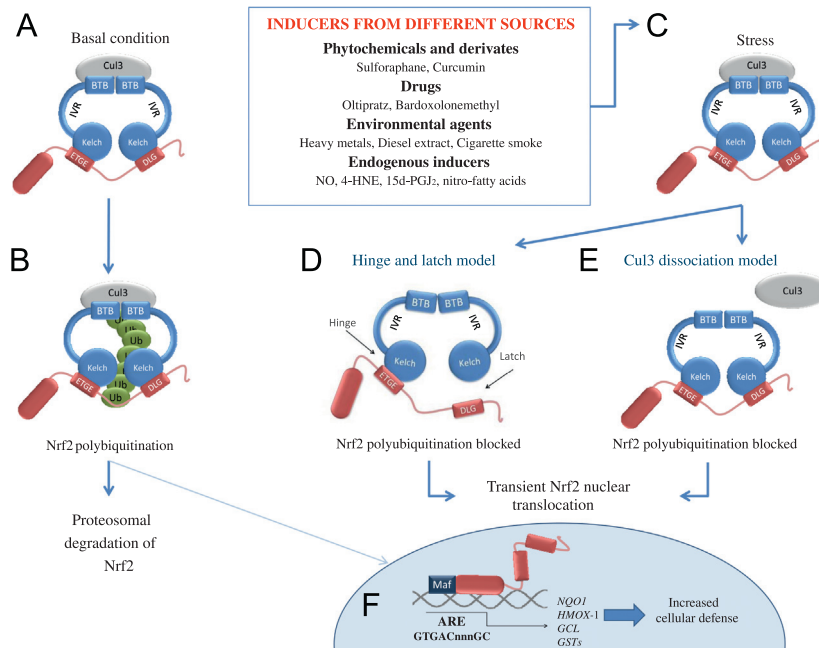 A
Basal condition
Cul3
BTB BTB
IVR IVR
Kelch Kelch
ETGE DLG
INDUCERS FROM DIFFERENT SOURCES
Phytochemicals and derivates
Sulforaphane, Curcumin
Drugs
Oltipratz, Bardoxolonemethyl
Environmental agents
Heavy metals, Diesel extract, Cigarette smoke
Endogenous inducers
NO, 4-HNE, 15d-PGJ₂, nitro-fatty acids
C
Stress
Cul3
BTB BTB
IVR IVR
Kelch Kelch
ETGE DLG
B
Cul3
BTB BTB
IVR IVR
Ub
Kelch Kelch
ETGE DLG
Ub
Ub
Nrf2 polybiquitination
Proteosomal
degradation of
Nrf2
D
Hinge and latch model
BTB BTB
IVR IVR
Hinge
Kelch Kelch
Latch
ETGE
DLG
Nrf2 polyubiquitination blocked
E
Cul3 dissociation model
Cul3
BTB BTB
IVR IVR
Kelch Kelch
ETGE DLG
Nrf2 polyubiquitination blocked
Transient Nrf2 nuclear
translocation
F
Maf
ARE
GTGACnnnGC
NQO1
HMOX-1
GCL
GSTs
Increased
cellular defense